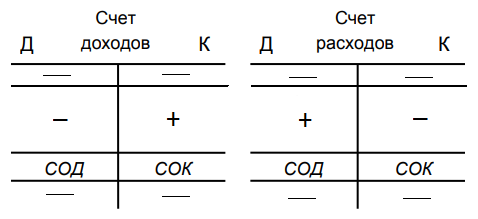 Счет
Д доходов К
— —
– +
СОД СОК
— —
Счет
Д расходов К
— —
+ –
СОД СОК
— —